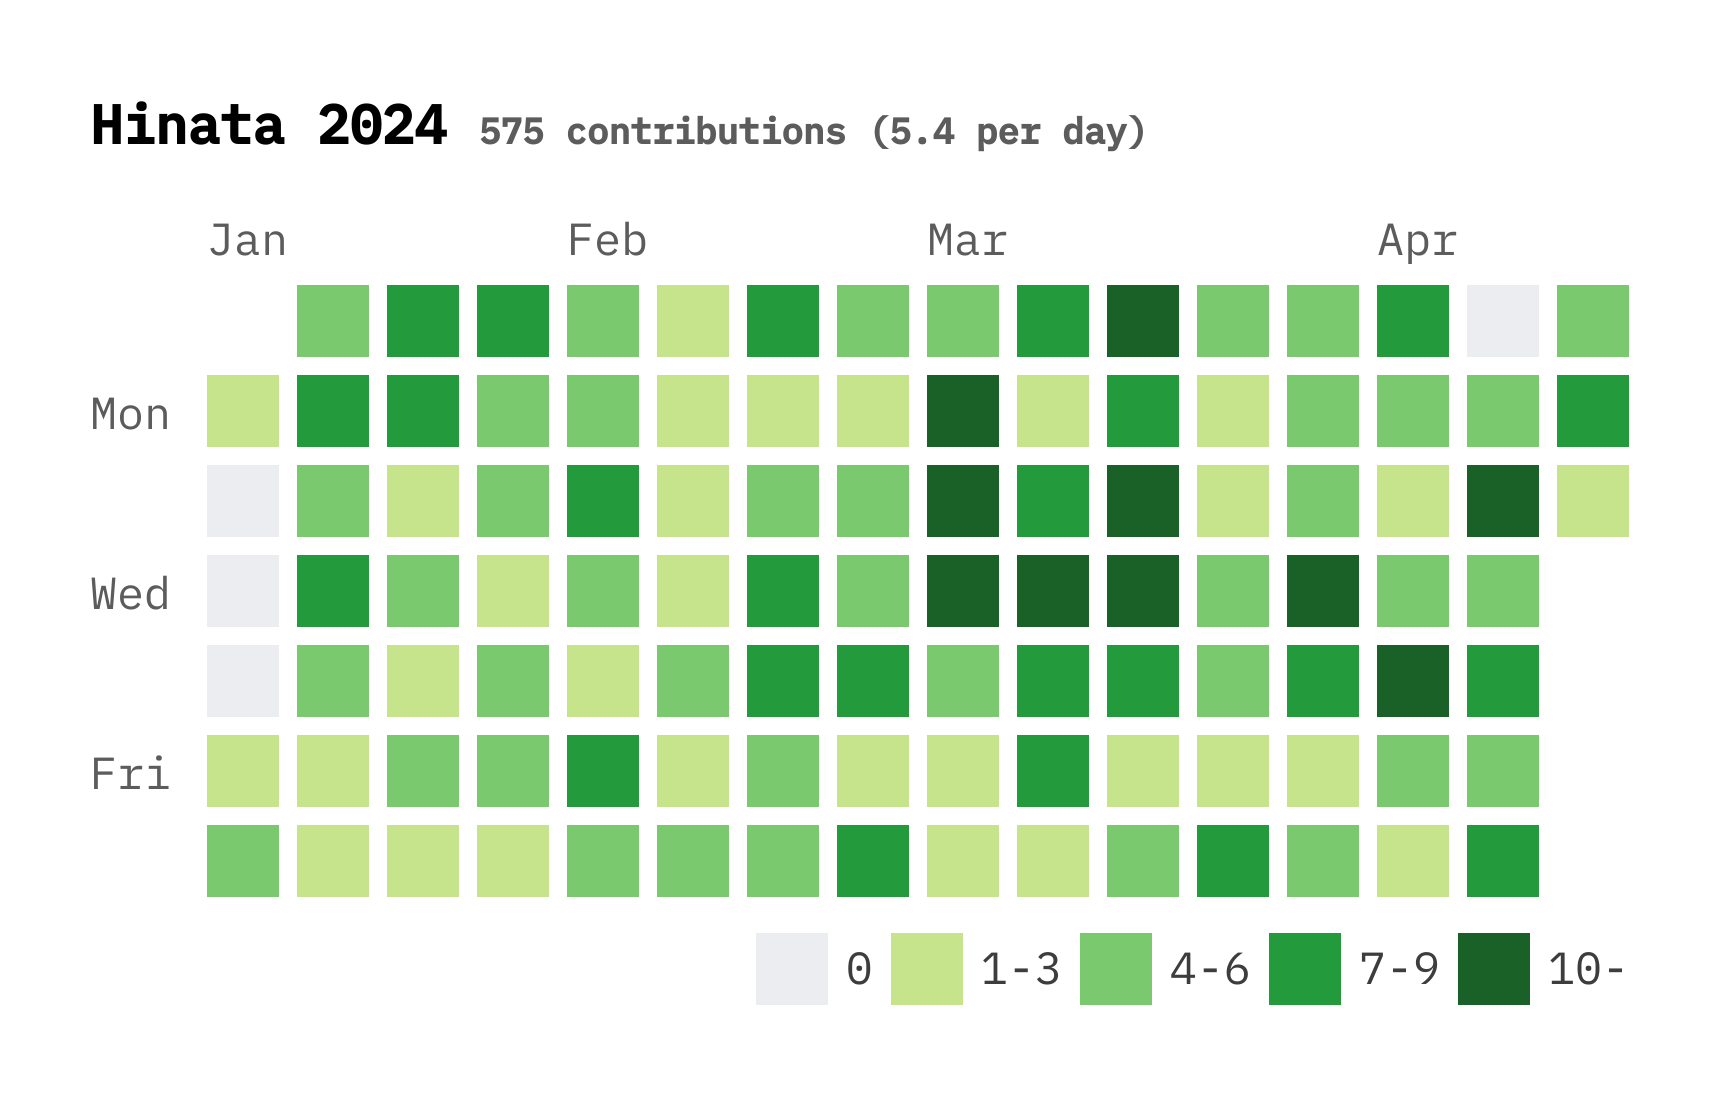 Hinata 2024 575 contributions (5.4 per day)
Jan Feb Mar Apr
Mon
Wed
Fri
0 1-3 4-6 7-9 10-